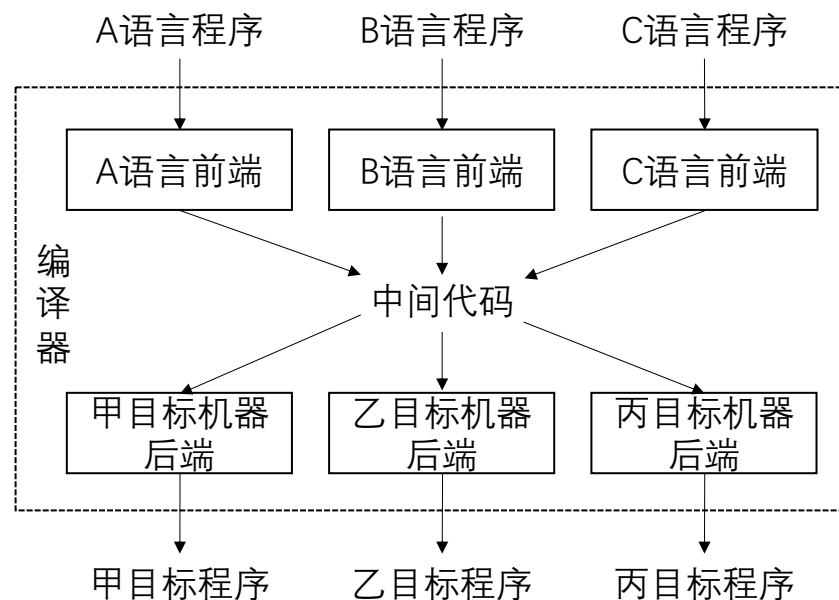 A语言程序 B语言程序 C语言程序
A语言前端 B语言前端 C语言前端
编
译
器
中间代码
甲目标机器
后端
乙目标机器
后端
丙目标机器
后端
甲目标程序 乙目标程序 丙目标程序